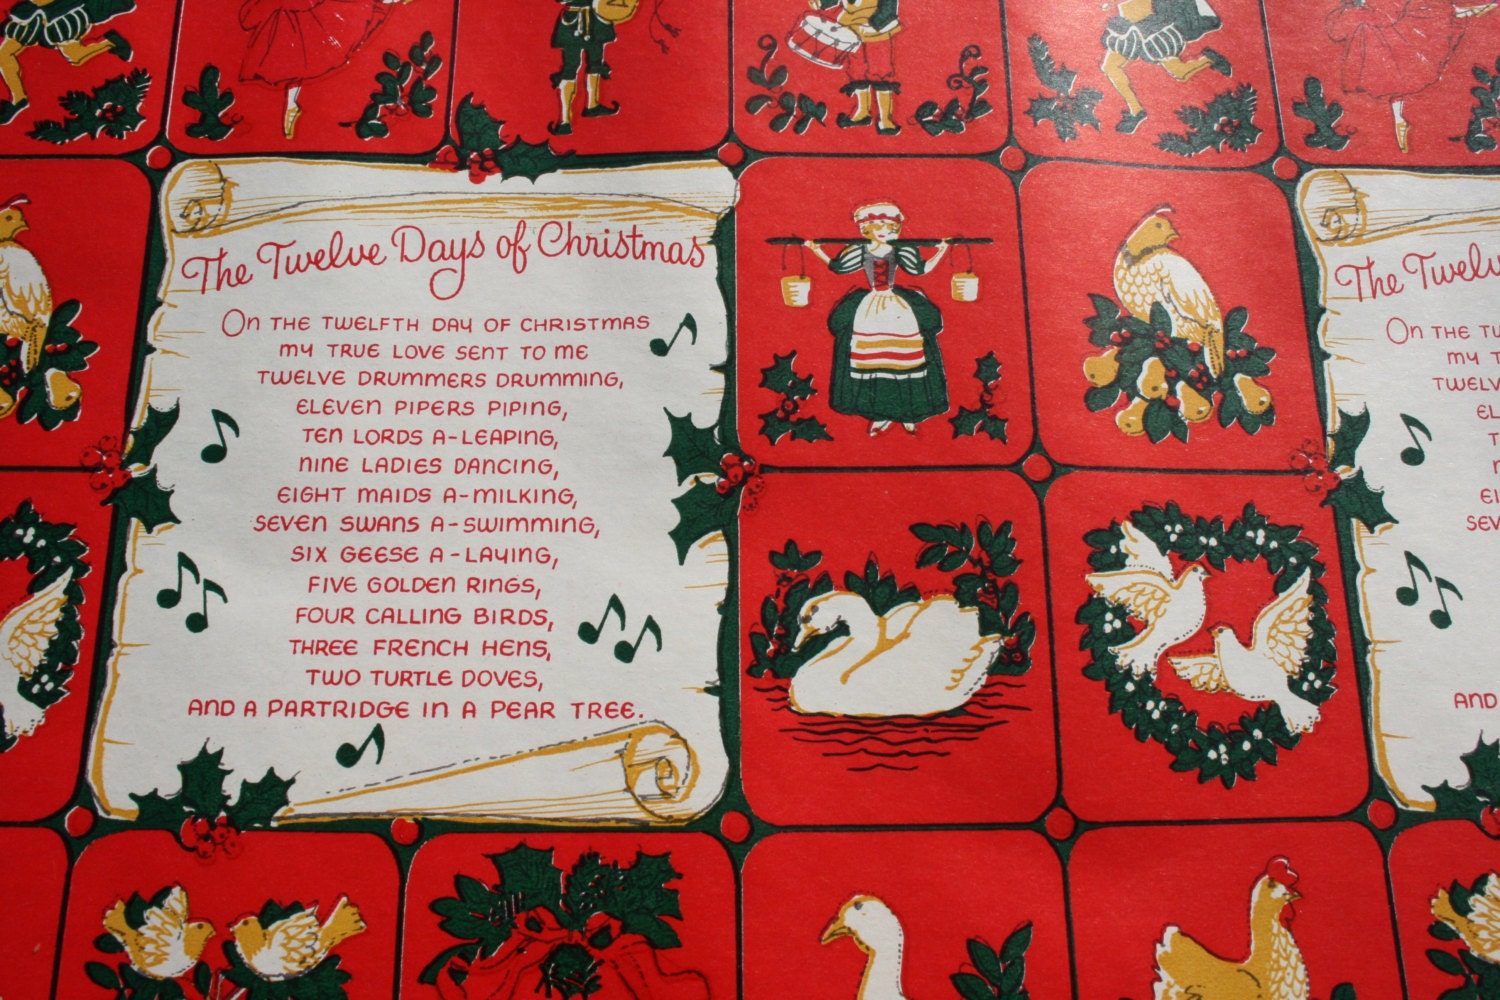 The Twelve Days of Christmas
On the twelfth day of Christmas
my true love sent to me
twelve drummers drumming,
eleven pipers piping,
ten lords a-leaping,
nine ladies dancing,
eight maids a-milking,
seven swans a-swimming,
six geese a-laying,
five golden rings,
four calling birds,
three French hens,
two turtle doves,
and a partridge in a pear tree.
The
On the
my
and